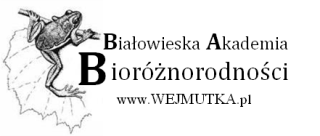 Białowieska Akademia
Bioróżnorodności
www.WEJMUTKA.pl